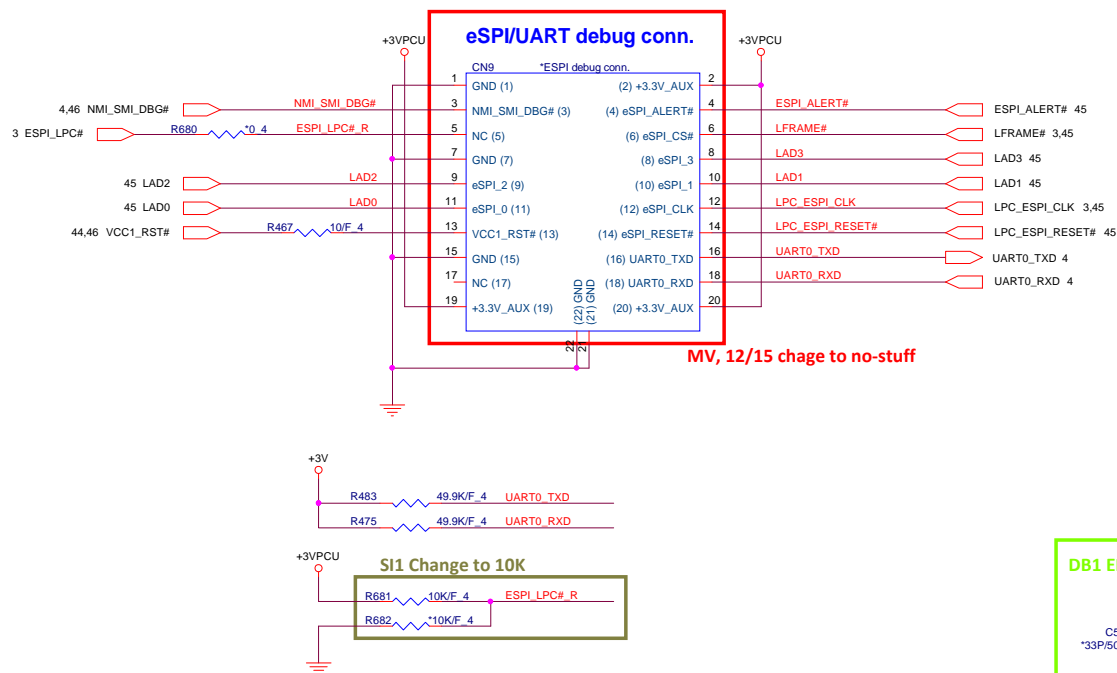 eSPI/UART debug conn.
+3VPCU
+3VPCU
CN9 *ESPI debug conn.
1 GND (1) (2) +3.3V_AUX 2
4,46 NMI_SMI_DBG# NMI_SMI_DBG# 3 NMI_SMI_DBG# (3) (4) eSPI_ALERT# 4 ESPI_ALERT# ESPI_ALERT# 45
3 ESPI_LPC# R680 *0_4 ESPI_LPC#_R 5 NC (5) (6) eSPI_CS# 6 LFRAME# LFRAME# 3,45
7 GND (7) (8) eSPI_3 8 LAD3 LAD3 45
45 LAD2 LAD2 9 eSPI_2 (9) (10) eSPI_1 10 LAD1 LAD1 45
45 LAD0 LAD0 11 eSPI_0 (11) (12) eSPI_CLK 12 LPC_ESPI_CLK LPC_ESPI_CLK 3,45
44,46 VCC1_RST# R467 10/F_4 13 VCC1_RST# (13) (14) eSPI_RESET# 14 LPC_ESPI_RESET# LPC_ESPI_RESET# 45
15 GND (15) (16) UART0_TXD 16 UART0_TXD UART0_TXD 4
17 NC (17) (18) UART0_RXD 18 UART0_RXD UART0_RXD 4
19 +3.3V_AUX (19) (20) +3.3V_AUX 20
(22) GND
(21) GND
22
21
MV, 12/15 chage to no-stuff
+3V
R483 49.9K/F_4 UART0_TXD
R475 49.9K/F_4 UART0_RXD
+3VPCU
SI1 Change to 10K
R681 10K/F_4 ESPI_LPC#_R
R682 *10K/F_4
DB1